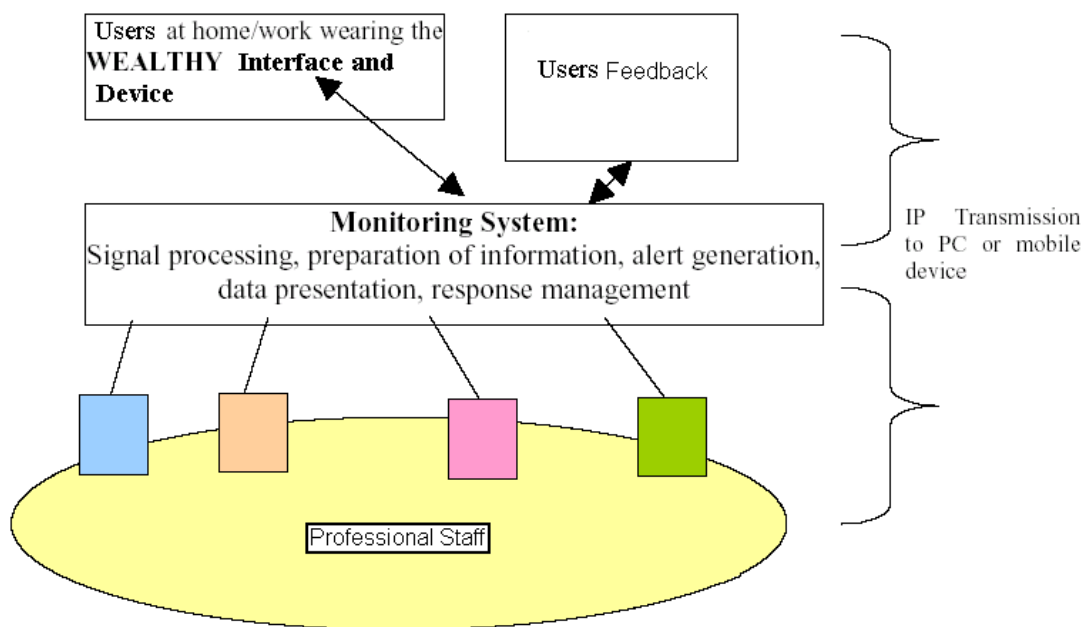 Users at home/work wearing the
WEALTHY Interface and
Device
Users Feedback
Monitoring System:
Signal processing, preparation of information, alert generation,
data presentation, response management
IP Transmission
to PC or mobile
device
Professional Staff